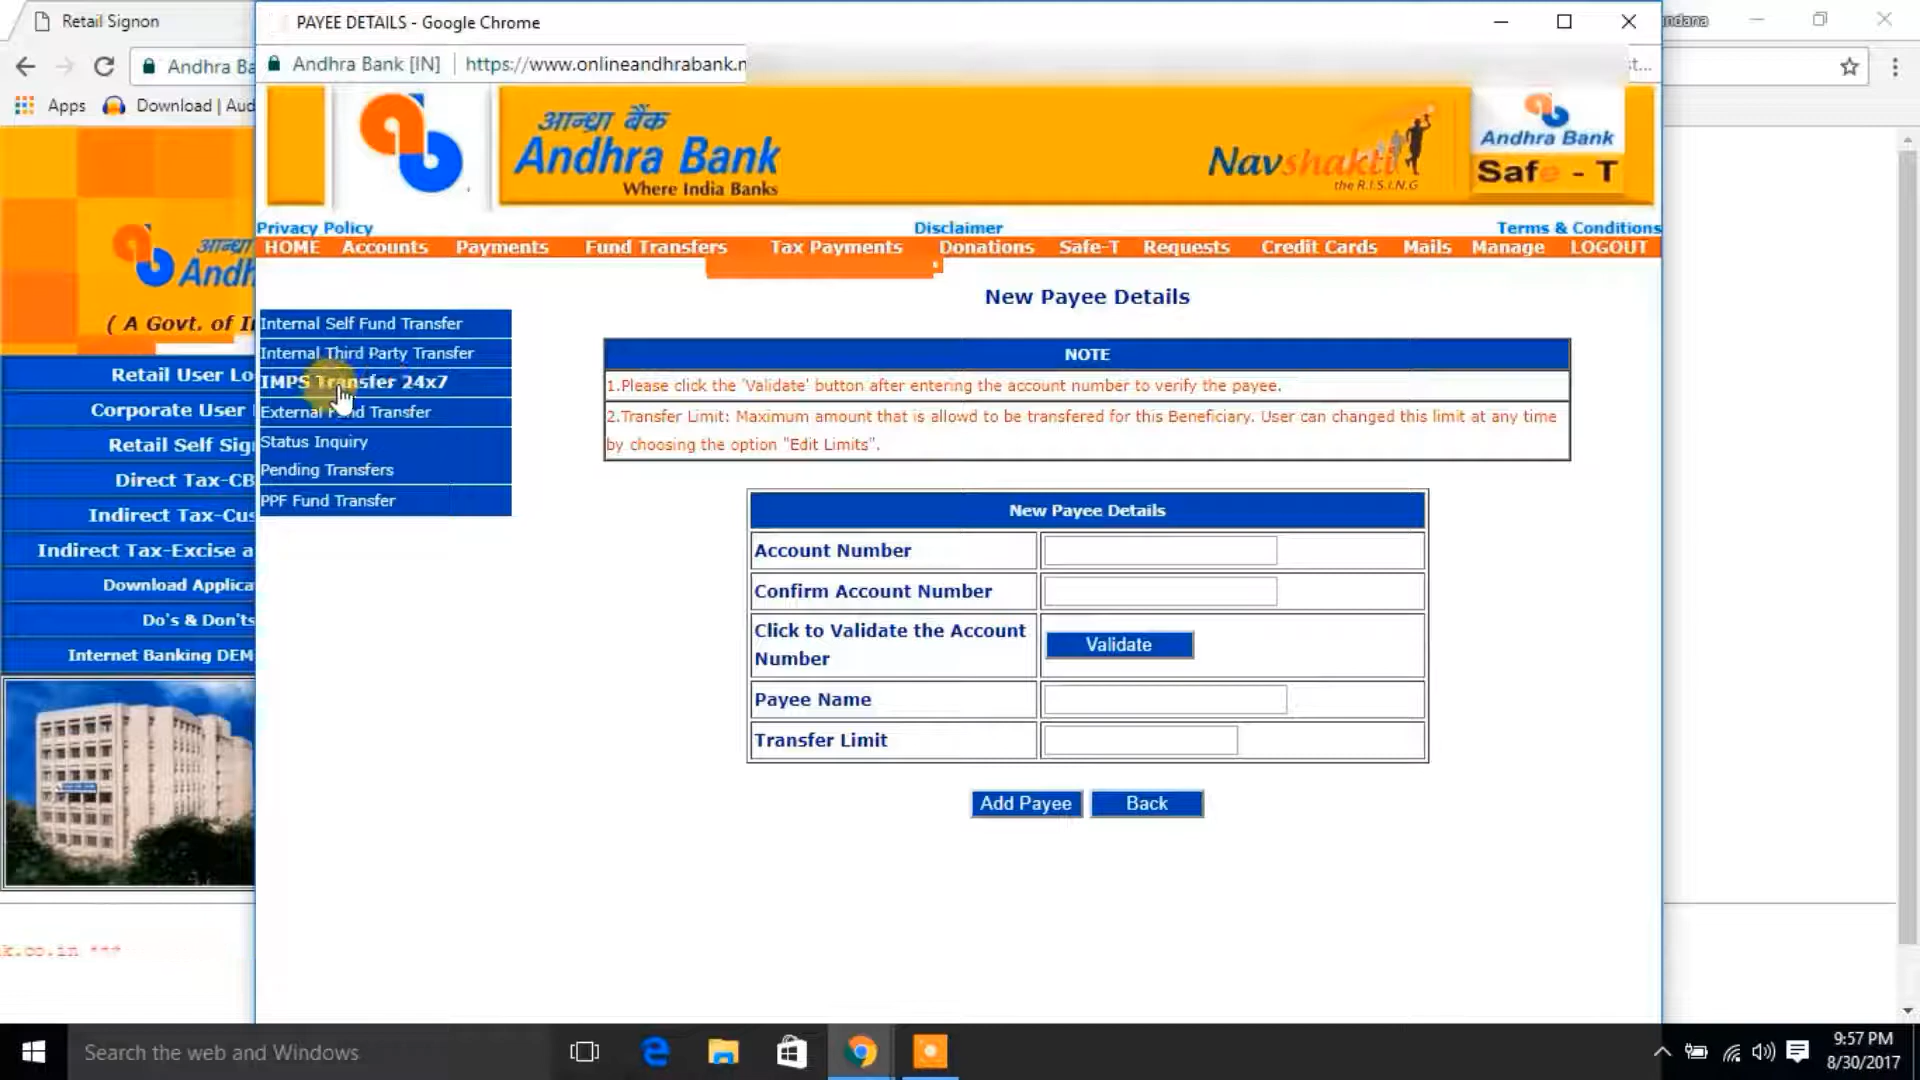 Retail Signon
PAYEE DETAILS - Google Chrome
ndana
Andhra Ba
Andhra Bank [IN]
https://www.onlineandhrabank.n
t...
Apps
Download | Aud
आन्ध्रा बैंक
Andhra Bank
Where India Banks
Navshakti
the R.I.S.I.N.G
Andhra Bank
Safe - T
Privacy Policy
Disclaimer
Terms & Conditions
HOME
Accounts
Payments
Fund Transfers
Tax Payments
Donations
Safe-T
Requests
Credit Cards
Mails
Manage
LOGOUT
आन्ध्रा
Andh
( A Govt. of I
New Payee Details
Internal Self Fund Transfer
Internal Third Party Transfer
IMPS Transfer 24x7
External Fund Transfer
Status Inquiry
Pending Transfers
PPF Fund Transfer
NOTE
1.Please click the 'Validate' button after entering the account number to verify the payee.
2.Transfer Limit: Maximum amount that is allowd to be transfered for this Beneficiary. User can changed this limit at any time
by choosing the option "Edit Limits".
Retail User Lo
Corporate User
Retail Self Sig
Direct Tax-CB
Indirect Tax-Cus
Indirect Tax-Excise a
Download Applica
Do's & Don'ts
Internet Banking DEM
New Payee Details
Account Number
Confirm Account Number
Click to Validate the Account
Number
Validate
Payee Name
Transfer Limit
Add Payee
Back
k.co.in ***
Search the web and Windows
9:57 PM
8/30/2017